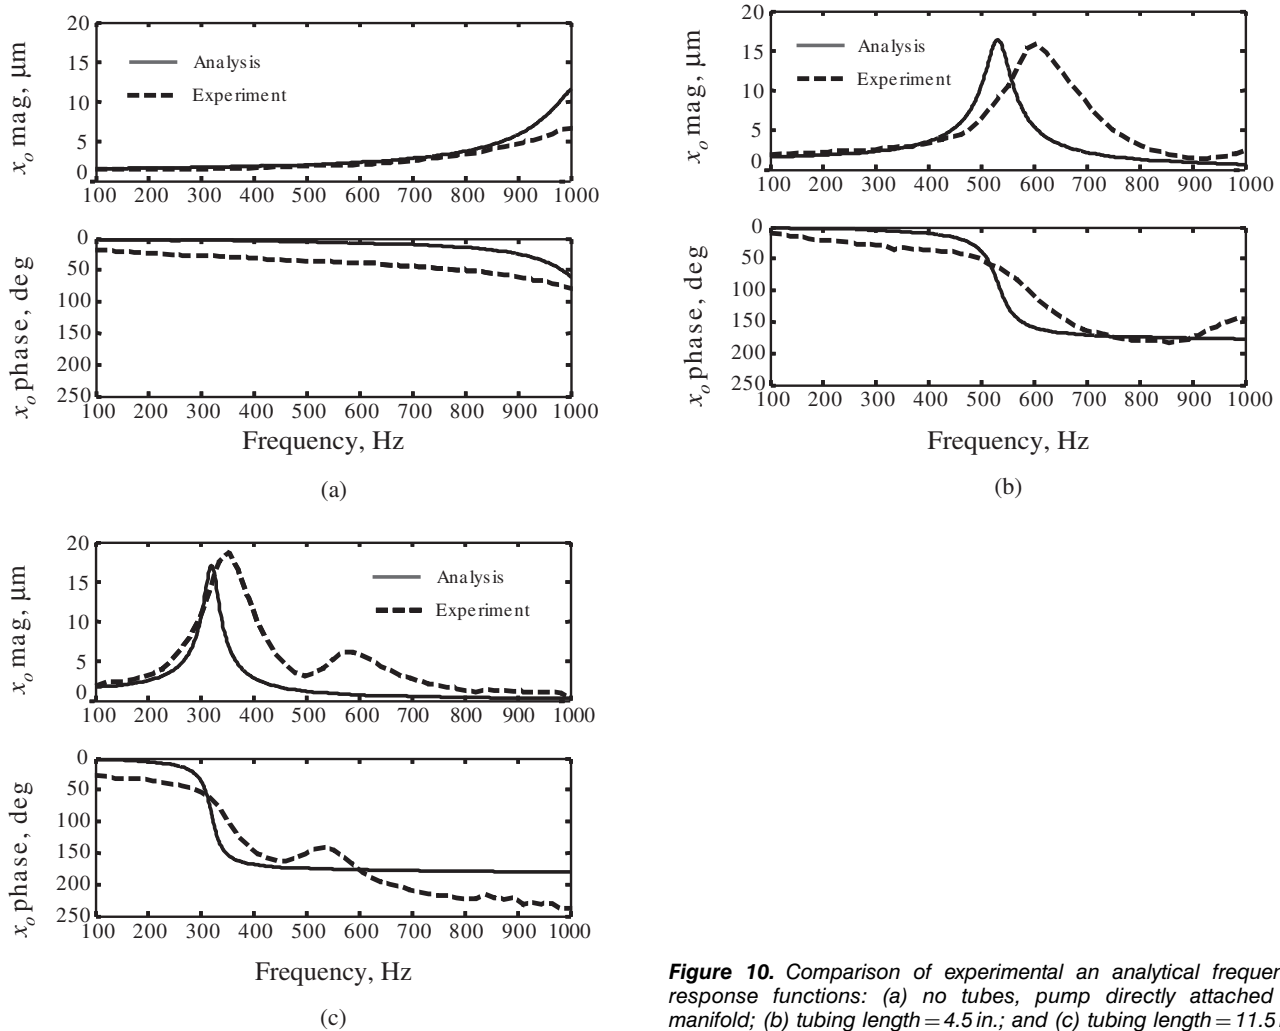 20
15
10
5
0
x_o mag, µm
Analysis
Experiment
100 200 300 400 500 600 700 800 900 1000
0
50
100
150
200
250
x_o phase, deg
100 200 300 400 500 600 700 800 900 1000
Frequency, Hz
(a)
20
15
10
5
0
x_o mag, µm
Analysis
Experiment
100 200 300 400 500 600 700 800 900 1000
0
50
100
150
200
250
x_o phase, deg
100 200 300 400 500 600 700 800 900 1000
Frequency, Hz
(b)
20
15
10
5
0
x_o mag, µm
Analysis
Experiment
100 200 300 400 500 600 700 800 900 1000
0
50
100
150
200
250
x_o phase, deg
100 200 300 400 500 600 700 800 900 1000
Frequency, Hz
(c)
Figure 10. Comparison of experimental an analytical frequen
response functions: (a) no tubes, pump directly attached
manifold; (b) tubing length = 4.5 in.; and (c) tubing length = 11.5